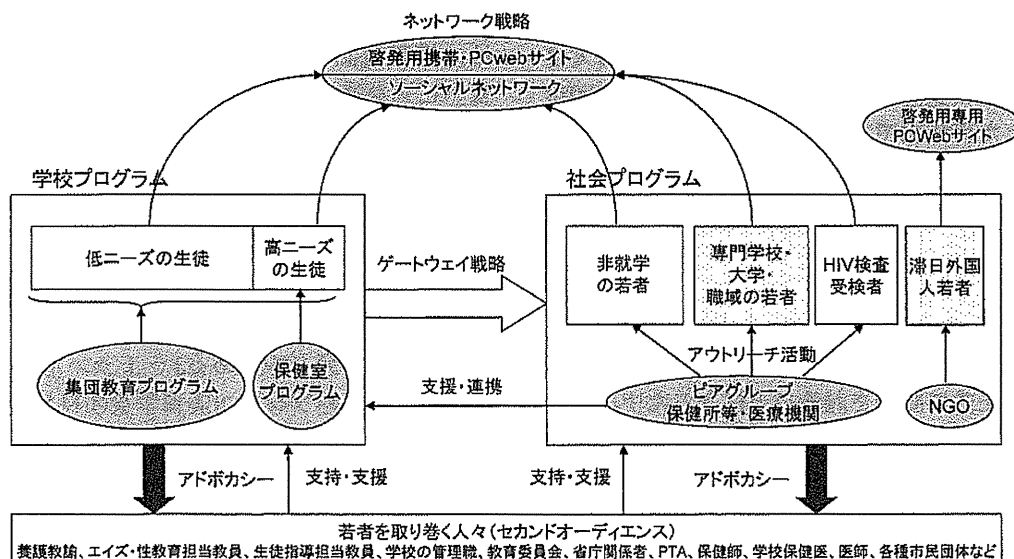 ネットワーク戦略
啓発用携帯・PCwebサイト
ソーシャルネットワーク
啓発用専用
PCWebサイト
学校プログラム
社会プログラム
低ニーズの生徒
高ニーズ
の生徒
ゲートウェイ戦略
非就学
の若者
専門学校・
大学・
職域の若者
HIV検査
受検者
滞日外国
人若者
アウトリーチ活動
集団教育プログラム
保健室
プログラム
支援・連携
ピアグループ
保健所等・医療機関
NGO
アドボカシー
支持・支援
支持・支援
アドボカシー
若者を取り巻く人々(セカンドオーディエンス)
養護教諭、エイズ・性教育担当教員、生徒指導担当教員、学校の管理職、教育委員会、省庁関係者、PTA、保健師、学校保健医、医師、各種市民団体など